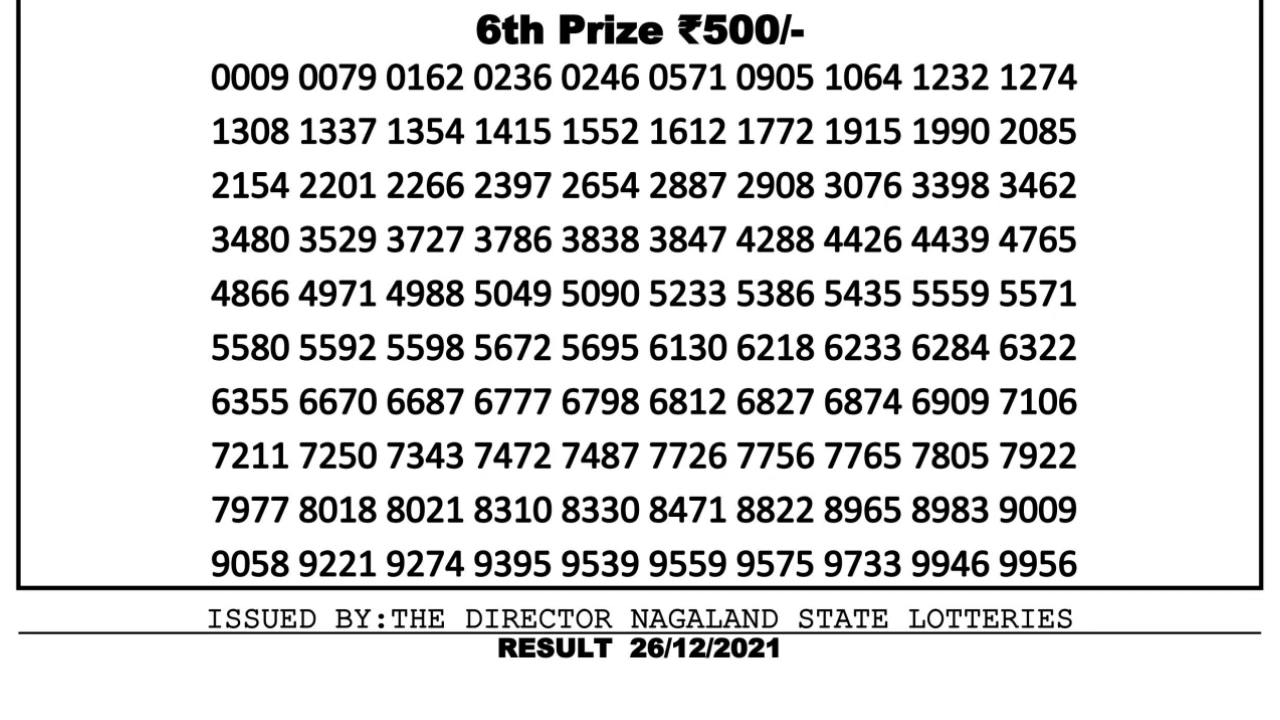 6th Prize ₹500/-
0009 0079 0162 0236 0246 0571 0905 1064 1232 1274
1308 1337 1354 1415 1552 1612 1772 1915 1990 2085
2154 2201 2266 2397 2654 2887 2908 3076 3398 3462
3480 3529 3727 3786 3838 3847 4288 4426 4439 4765
4866 4971 4988 5049 5090 5233 5386 5435 5559 5571
5580 5592 5598 5672 5695 6130 6218 6233 6284 6322
6355 6670 6687 6777 6798 6812 6827 6874 6909 7106
7211 7250 7343 7472 7487 7726 7756 7765 7805 7922
7977 8018 8021 8310 8330 8471 8822 8965 8983 9009
9058 9221 9274 9395 9539 9559 9575 9733 9946 9956
ISSUED BY:THE DIRECTOR NAGALAND STATE LOTTERIES
RESULT 26/12/2021